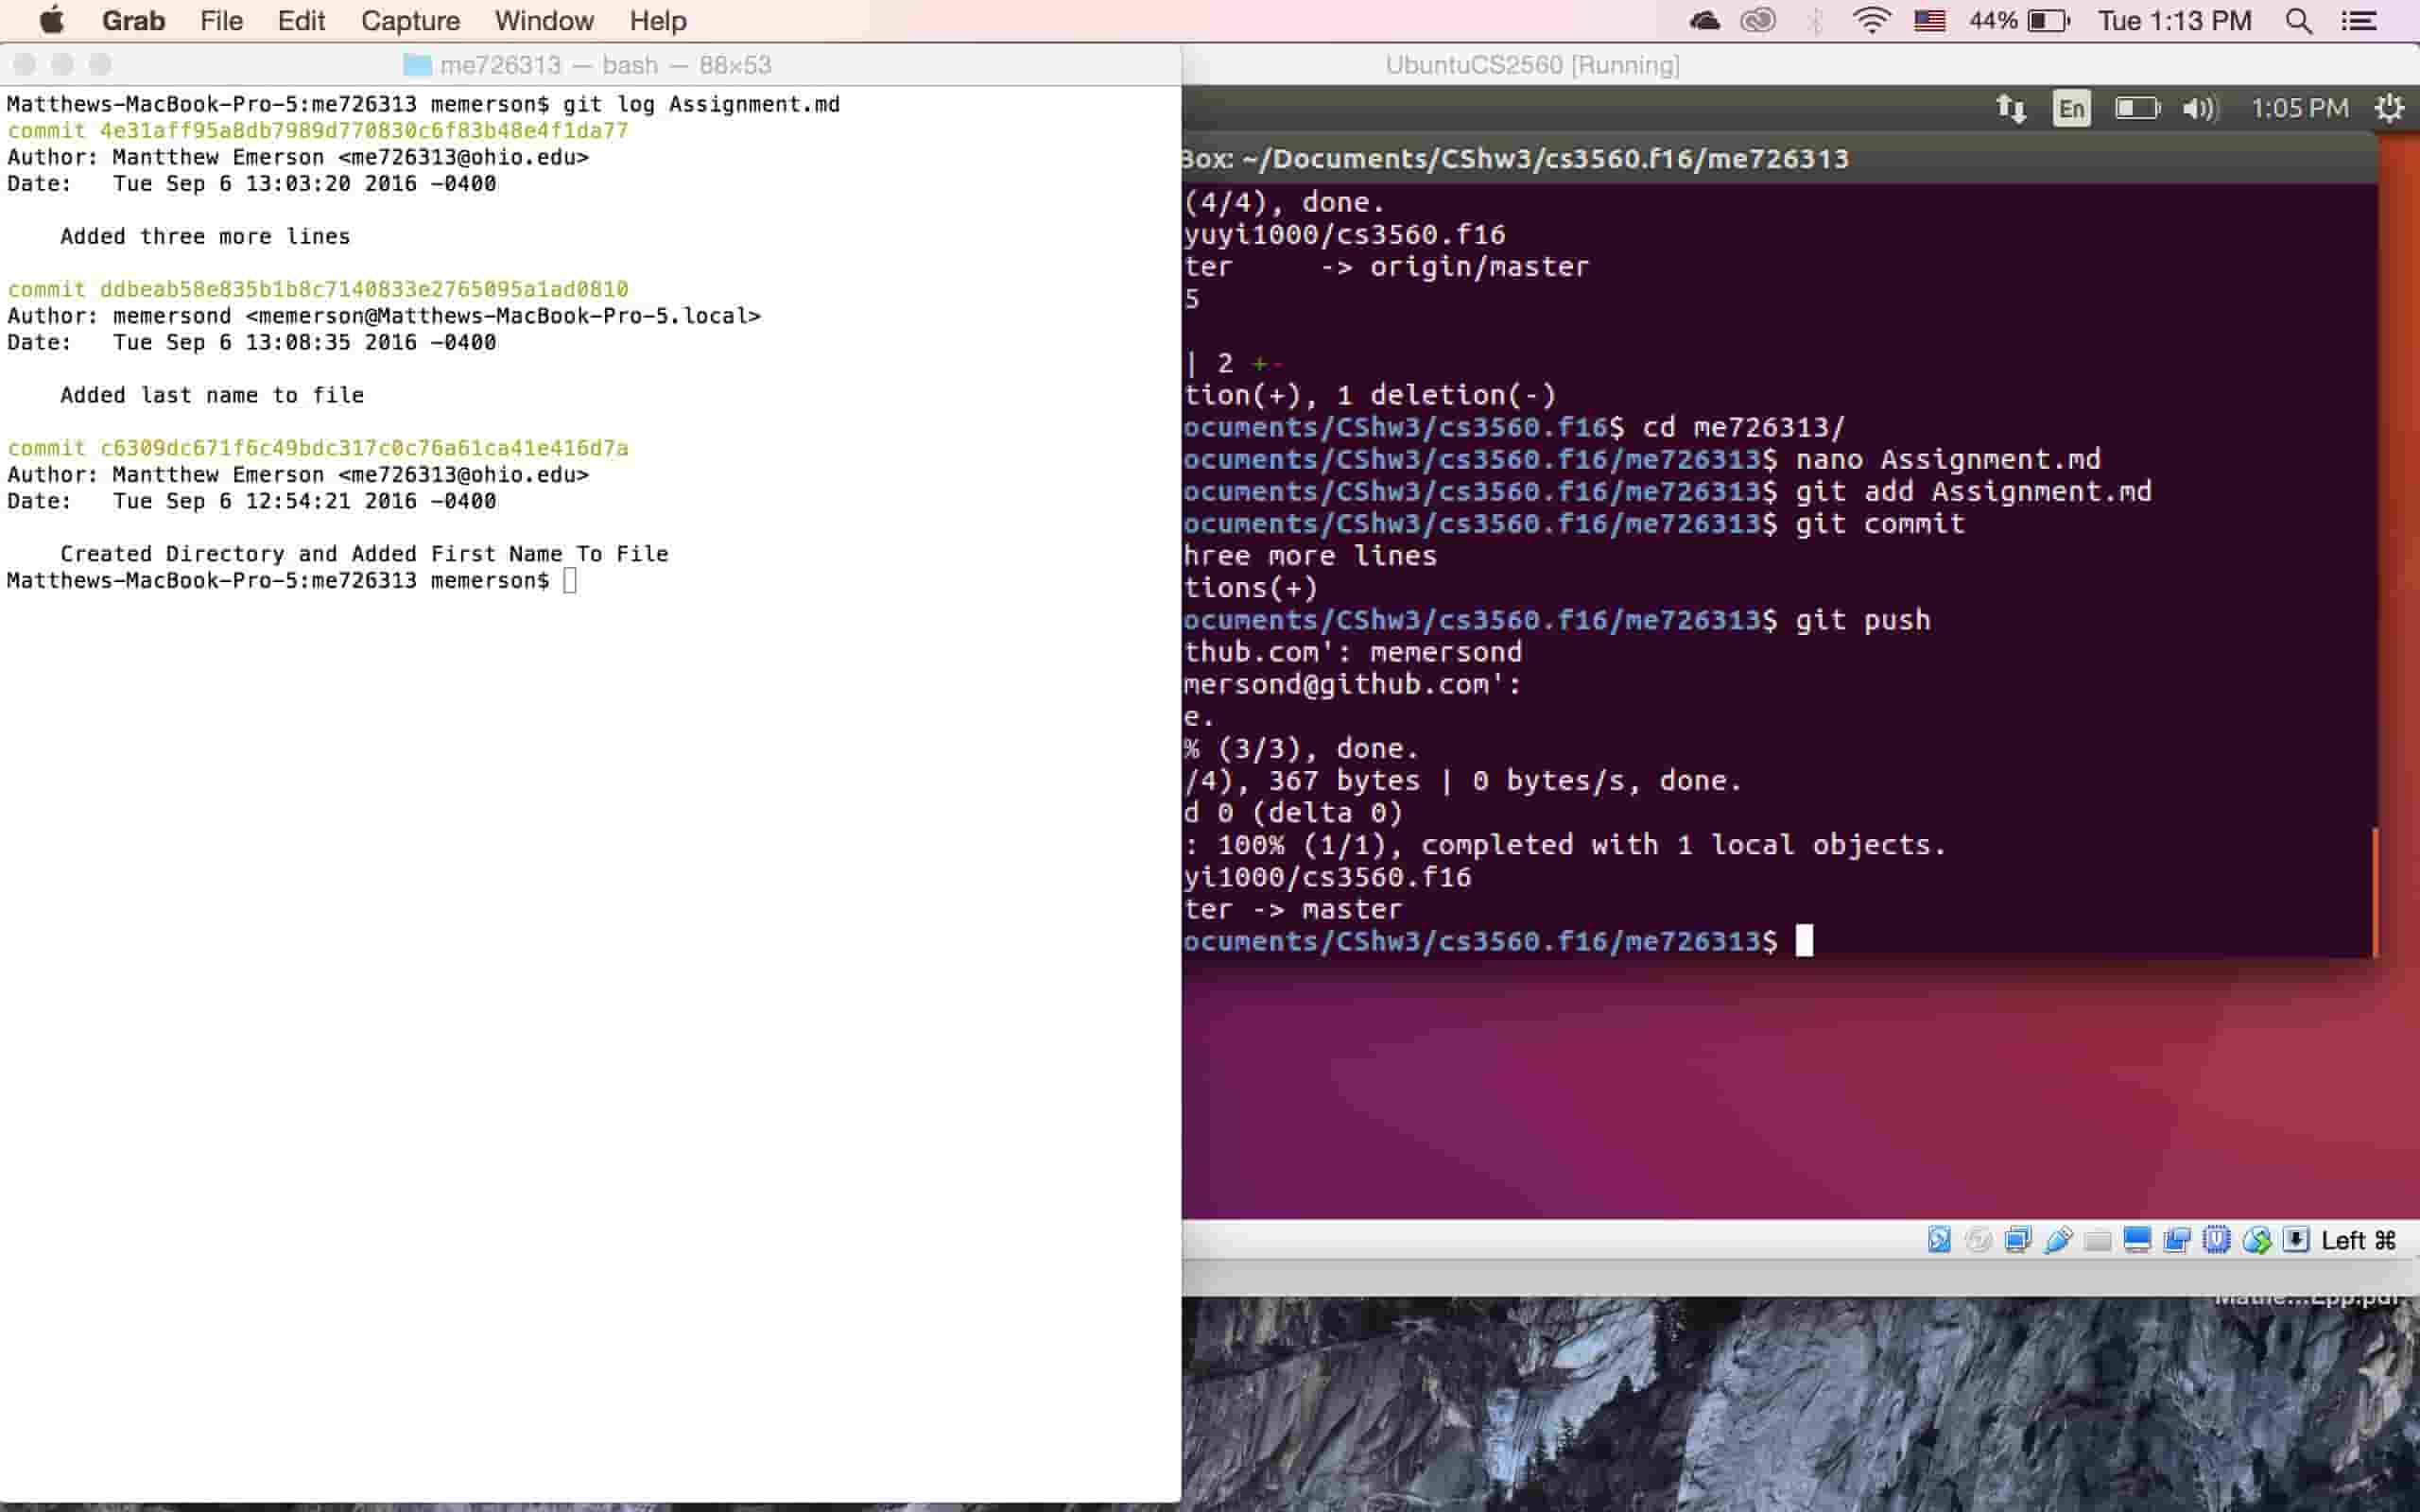 Grab File Edit Capture Window Help 44% Tue 1:13 PM
me726313 — bash — 88×53
Matthews-MacBook-Pro-5:me726313 memerson$ git log Assignment.md
commit 4e31aff95a8db7989d770830c6f83b48e4f1da77
Author: Mantthew Emerson <me726313@ohio.edu>
Date:   Tue Sep 6 13:03:20 2016 -0400
Added three more lines
commit ddbeab58e835b1b8c7140833e2765095a1ad0810
Author: memersond <memerson@Matthews-MacBook-Pro-5.local>
Date:   Tue Sep 6 13:08:35 2016 -0400
Added last name to file
commit c6309dc671f6c49bdc317c0c76a61ca41e416d7a
Author: Mantthew Emerson <me726313@ohio.edu>
Date:   Tue Sep 6 12:54:21 2016 -0400
Created Directory and Added First Name To File
Matthews-MacBook-Pro-5:me726313 memerson$
UbuntuCS2560 [Running]
En 1:05 PM
Box: ~/Documents/CShw3/cs3560.f16/me726313
(4/4), done.
yuyi1000/cs3560.f16
ter     -> origin/master
5
| 2 +-
tion(+), 1 deletion(-)
ocuments/CShw3/cs3560.f16$ cd me726313/
ocuments/CShw3/cs3560.f16/me726313$ nano Assignment.md
ocuments/CShw3/cs3560.f16/me726313$ git add Assignment.md
ocuments/CShw3/cs3560.f16/me726313$ git commit
hree more lines
tions(+)
ocuments/CShw3/cs3560.f16/me726313$ git push
thub.com': memersond
mersond@github.com':
e.
% (3/3), done.
/4), 367 bytes | 0 bytes/s, done.
d 0 (delta 0)
: 100% (1/1), completed with 1 local objects.
yi1000/cs3560.f16
ter -> master
ocuments/CShw3/cs3560.f16/me726313$
Left ⌘